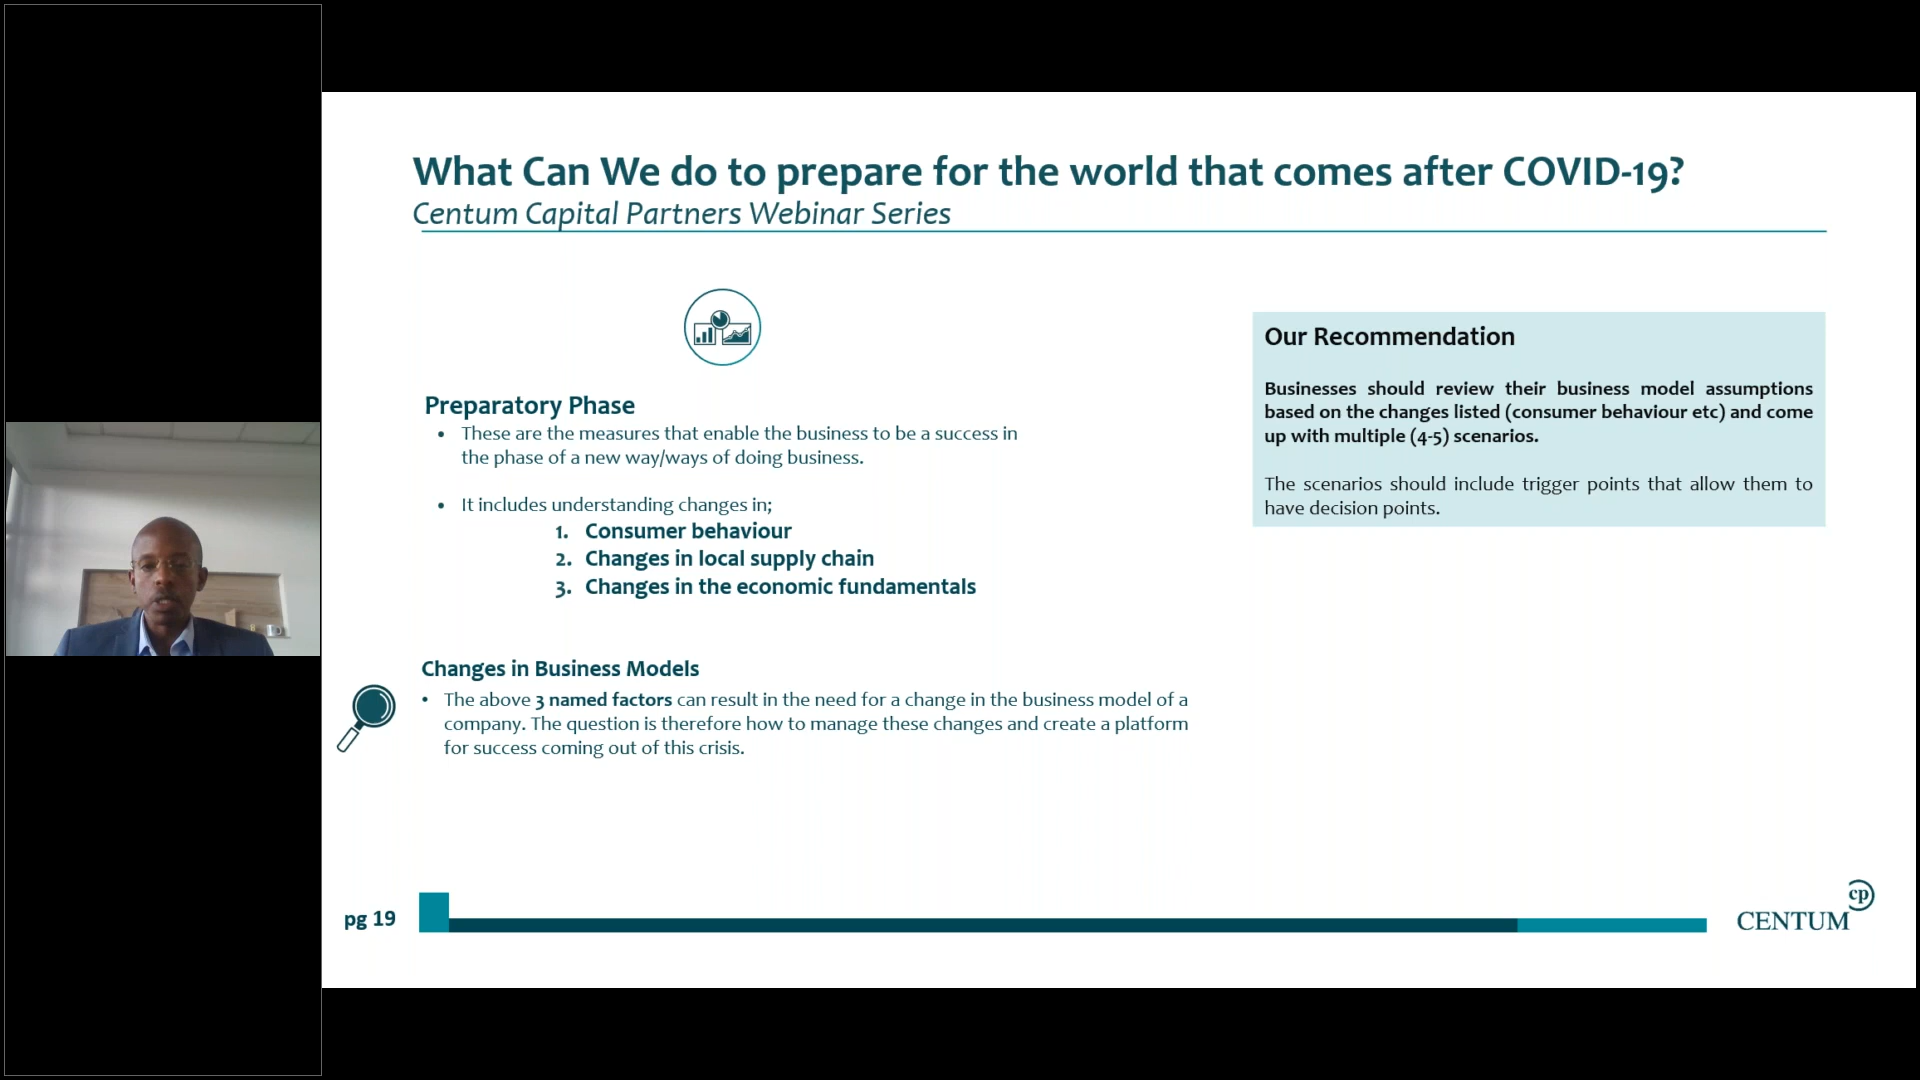 What Can We do to prepare for the world that comes after COVID-19?
Centum Capital Partners Webinar Series
Preparatory Phase
• These are the measures that enable the business to be a success in
the phase of a new way/ways of doing business.
• It includes understanding changes in;
1. Consumer behaviour
2. Changes in local supply chain
3. Changes in the economic fundamentals
Changes in Business Models
• The above 3 named factors can result in the need for a change in the business model of a
company. The question is therefore how to manage these changes and create a platform
for success coming out of this crisis.
Our Recommendation
Businesses should review their business model assumptions
based on the changes listed (consumer behaviour etc) and come
up with multiple (4-5) scenarios.
The scenarios should include trigger points that allow them to
have decision points.
pg 19
cp
CENTUM